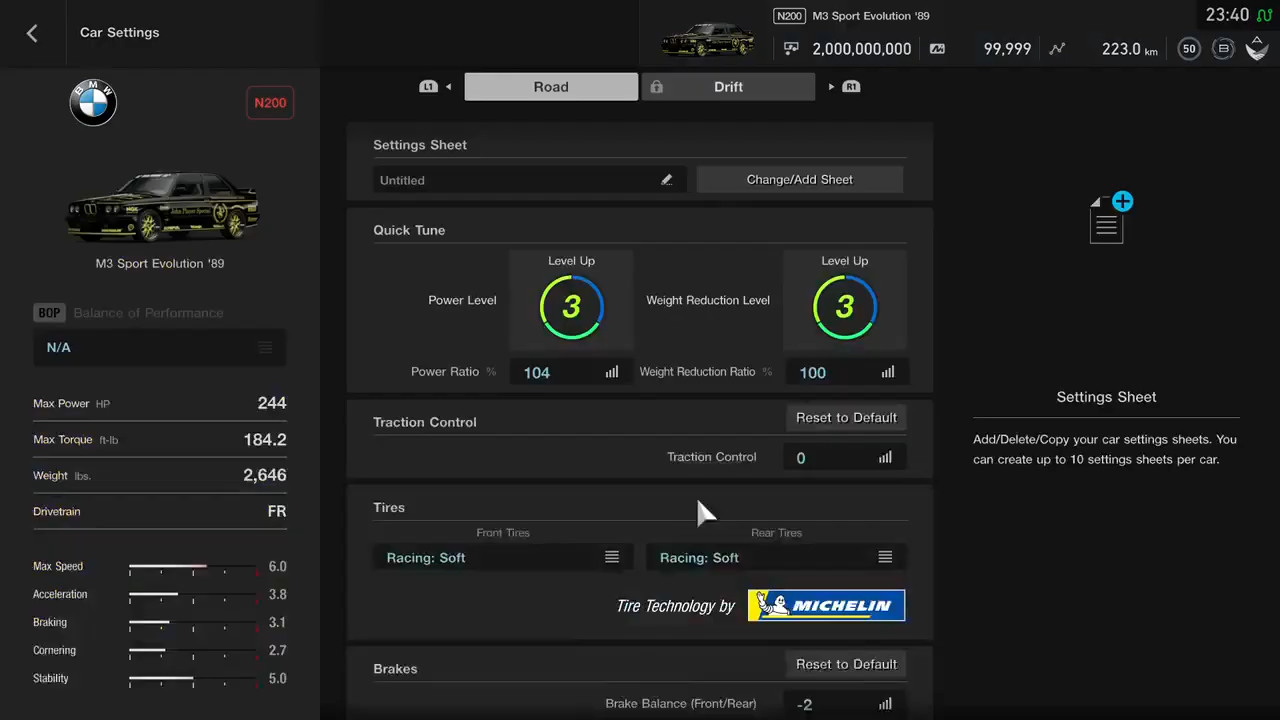 Car Settings
N200 M3 Sport Evolution '89
23:40
2,000,000,000 99,999 223.0 km 50 B
BMW
N200
L1 Road Drift R1
Settings Sheet
Untitled Change/Add Sheet
Quick Tune
Level Up Level Up
Power Level 3 Weight Reduction Level 3
Power Ratio % 104 Weight Reduction Ratio % 100
Traction Control Reset to Default
Traction Control 0
Tires
Front Tires Rear Tires
Racing: Soft Racing: Soft
Tire Technology by MICHELIN
Brakes Reset to Default
Brake Balance (Front/Rear) -2
John Player Special
M3 Sport Evolution '89
BOP Balance of Performance
N/A
Max Power HP 244
Max Torque ft-lb 184.2
Weight lbs. 2,646
Drivetrain FR
Max Speed 6.0
Acceleration 3.8
Braking 3.1
Cornering 2.7
Stability 5.0
Settings Sheet
Add/Delete/Copy your car settings sheets. You
can create up to 10 settings sheets per car.